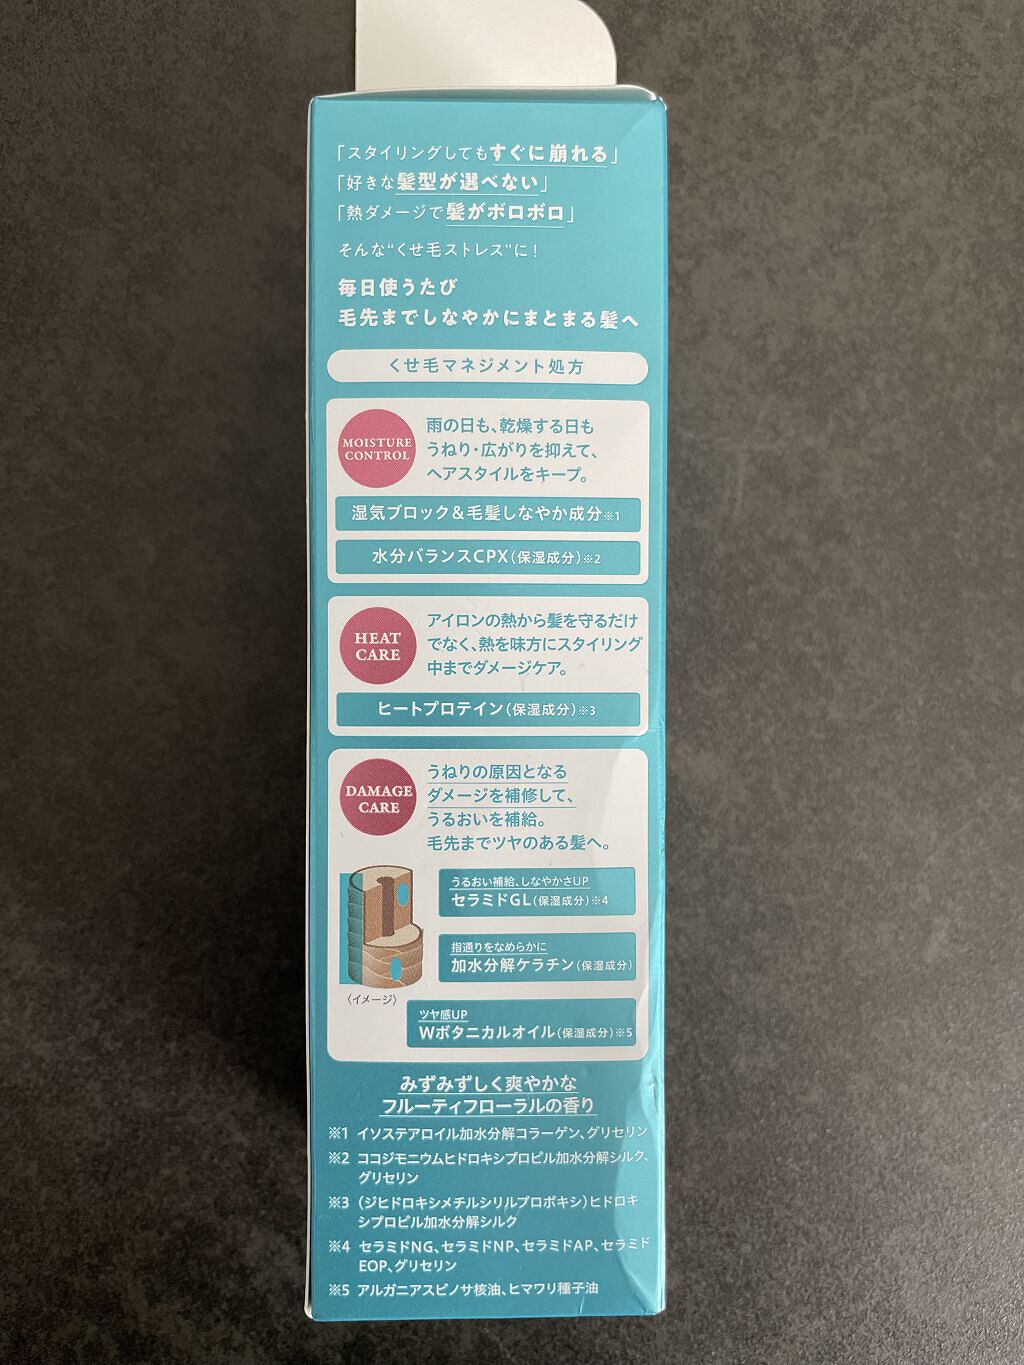 「スタイリングしてもすぐに崩れる」
「好きな髪型が選べない」
「熱ダメージで髪がボロボロ」
そんな“くせ毛ストレス”に！
毎日使うたび
毛先までしなやかにまとまる髪へ
くせ毛マネジメント処方
MOISTURE
CONTROL
雨の日も、乾燥する日も
うねり・広がりを抑えて、
ヘアスタイルをキープ。
湿気ブロック＆毛髪しなやか成分※1
水分バランスCPX（保湿成分）※2
HEAT
CARE
アイロンの熱から髪を守るだけ
でなく、熱を味方にスタイリング
中までダメージケア。
ヒートプロテイン（保湿成分）※3
DAMAGE
CARE
うねりの原因となる
ダメージを補修して、
うるおいを補給。
毛先までツヤのある髪へ。
うるおい補給、しなやかさUP
セラミドGL（保湿成分）※4
指通りをなめらかに
加水分解ケラチン（保湿成分）
〈イメージ〉
ツヤ感UP
Wボタニカルオイル（保湿成分）※5
みずみずしく爽やかな
フルーティフローラルの香り
※1 イソステアロイル加水分解コラーゲン、グリセリン
※2 ココジモニウムヒドロキシプロピル加水分解シルク、
グリセリン
※3 （ジヒドロキシメチルシリルプロポキシ）ヒドロキ
シプロピル加水分解シルク
※4 セラミドNG、セラミドNP、セラミドAP、セラミド
EOP、グリセリン
※5 アルガニアスピノサ核油、ヒマワリ種子油